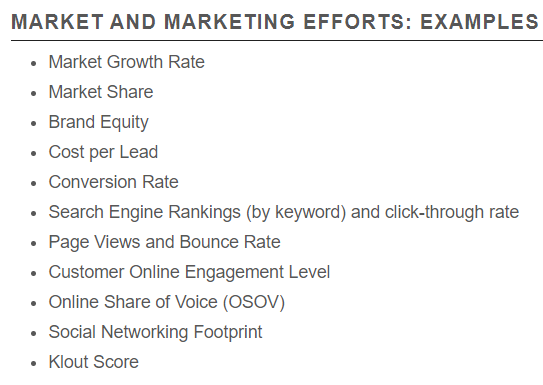 MARKET AND MARKETING EFFORTS: EXAMPLES
• Market Growth Rate
• Market Share
• Brand Equity
• Cost per Lead
• Conversion Rate
• Search Engine Rankings (by keyword) and click-through rate
• Page Views and Bounce Rate
• Customer Online Engagement Level
• Online Share of Voice (OSOV)
• Social Networking Footprint
• Klout Score